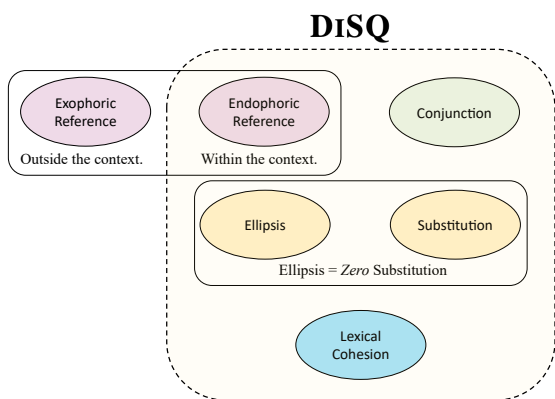 DISQ
Exophoric
Reference
Endophoric
Reference
Conjunction
Outside the context.
Within the context.
Ellipsis
Substitution
Ellipsis = Zero Substitution
Lexical
Cohesion